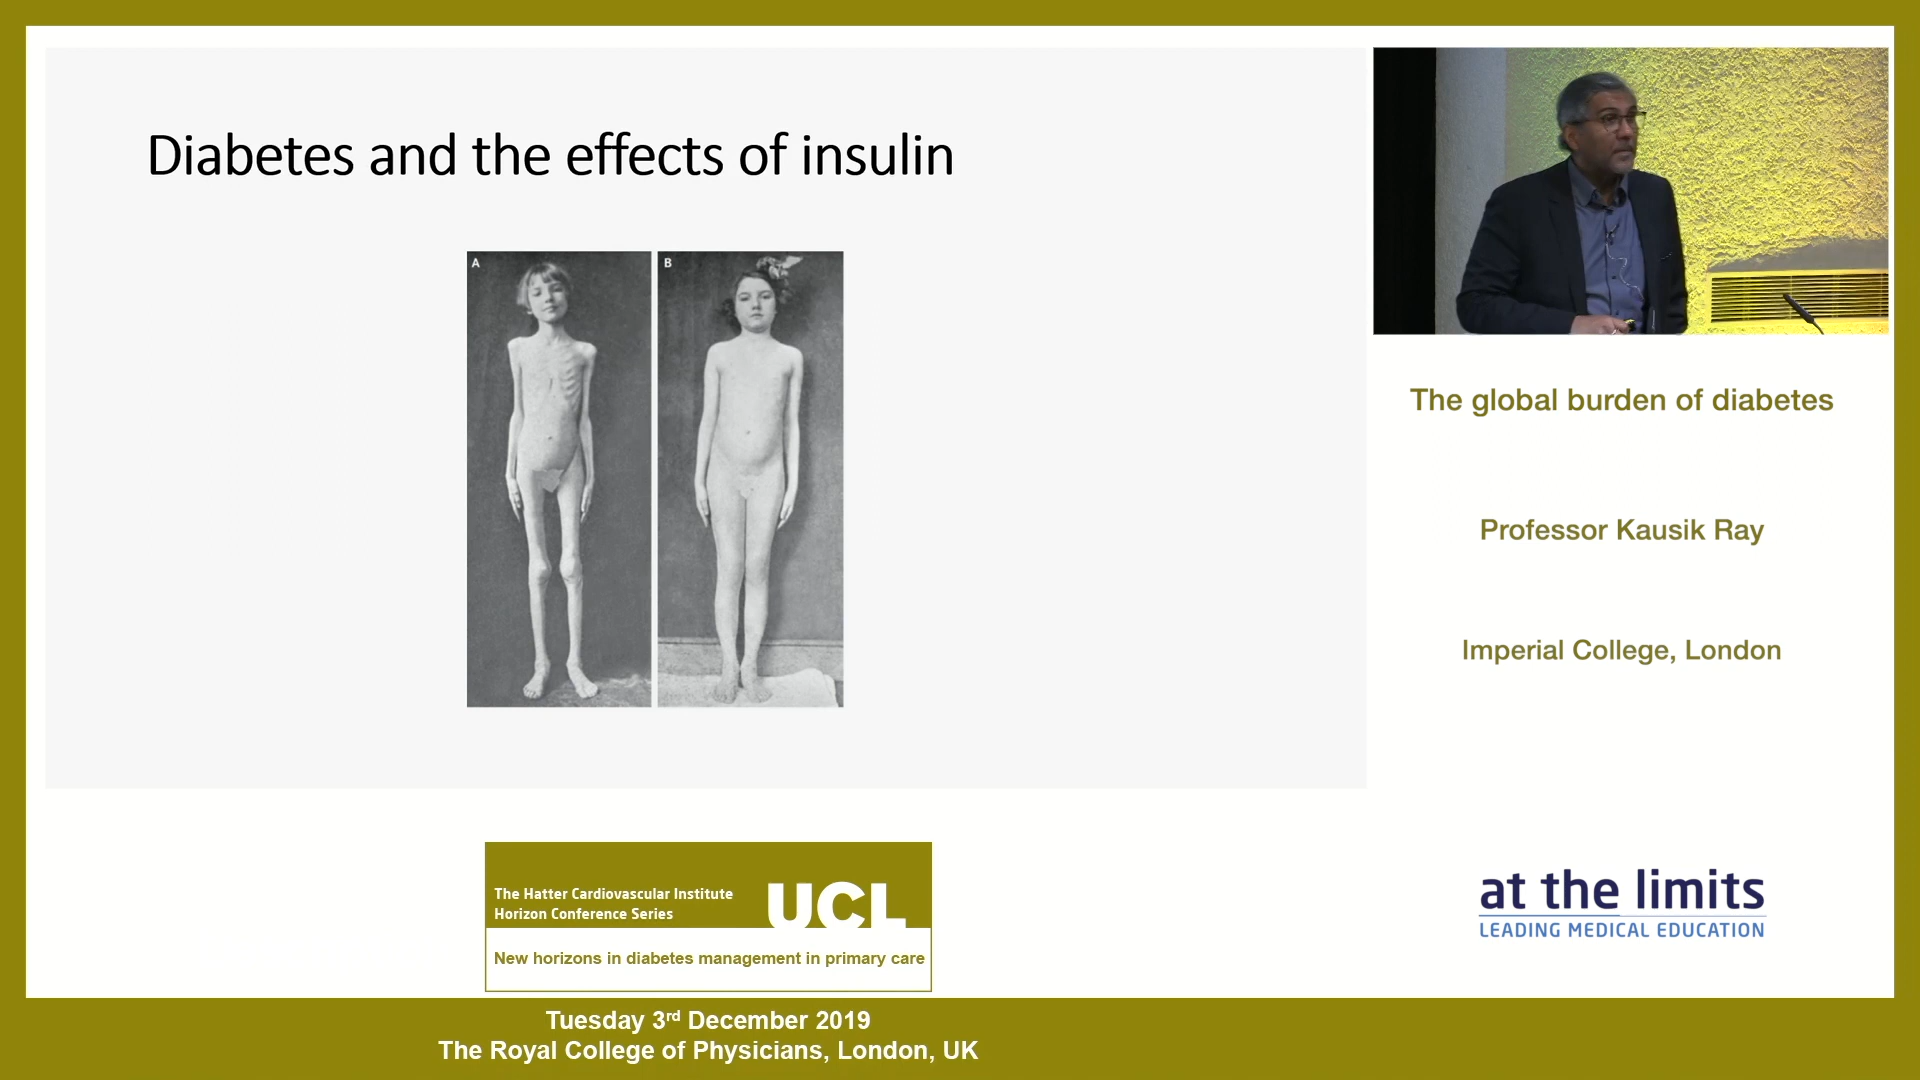 Diabetes and the effects of insulin
A
B
The global burden of diabetes
Professor Kausik Ray
Imperial College, London
The Hatter Cardiovascular Institute
Horizon Conference Series
UCL
New horizons in diabetes management in primary care
at the limits
LEADING MEDICAL EDUCATION
Tuesday 3rd December 2019
The Royal College of Physicians, London, UK